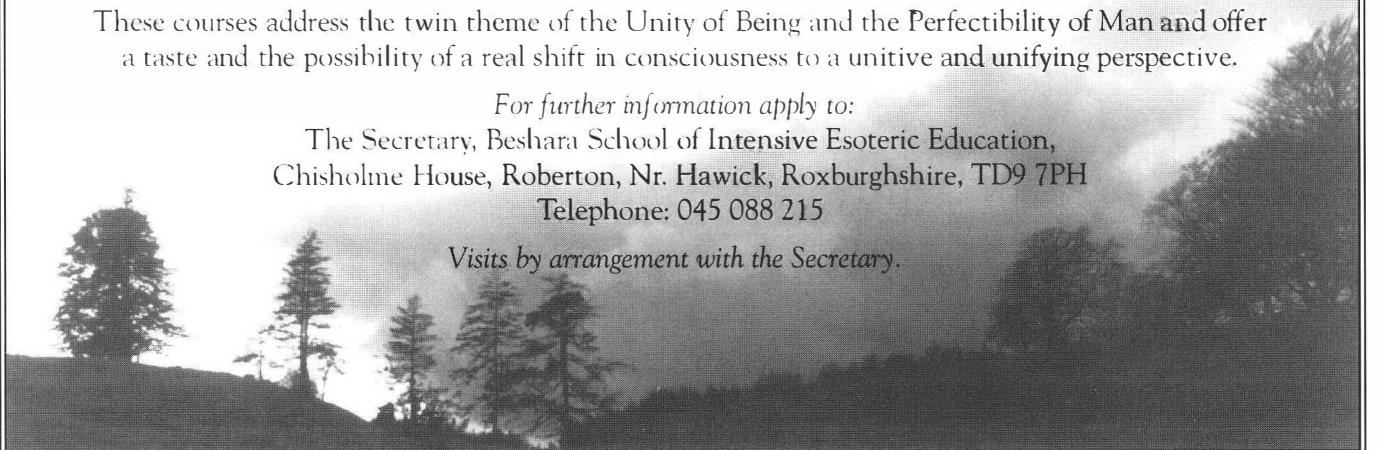 These courses address the twin theme of the Unity of Being and the Perfectibility of Man and offer
a taste and the possibility of a real shift in consciousness to a unitive and unifying perspective.
For further information apply to:
The Secretary, Beshara School of Intensive Esoteric Education,
Chisholme House, Roberton, Nr. Hawick, Roxburghshire, TD9 7PH
Telephone: 045 088 215
Visits by arrangement with the Secretary.